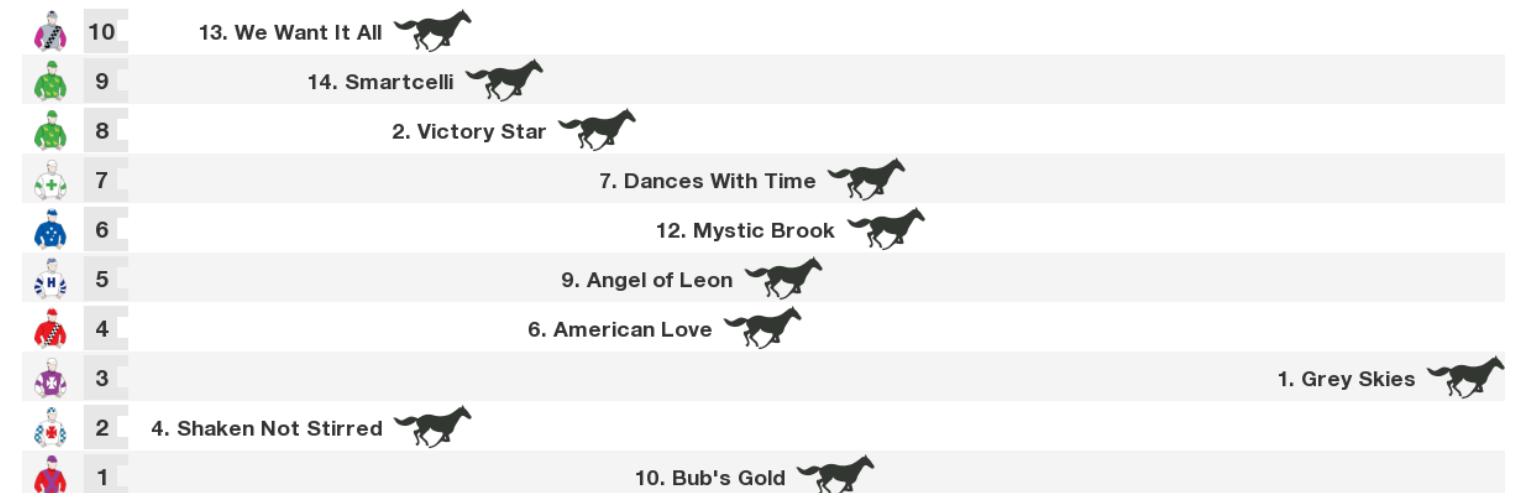 10 13. We Want It All
9 14. Smartcelli
8 2. Victory Star
7 7. Dances With Time
6 12. Mystic Brook
H 5 9. Angel of Leon
4 6. American Love
3 1. Grey Skies
2 4. Shaken Not Stirred
1 10. Bub's Gold